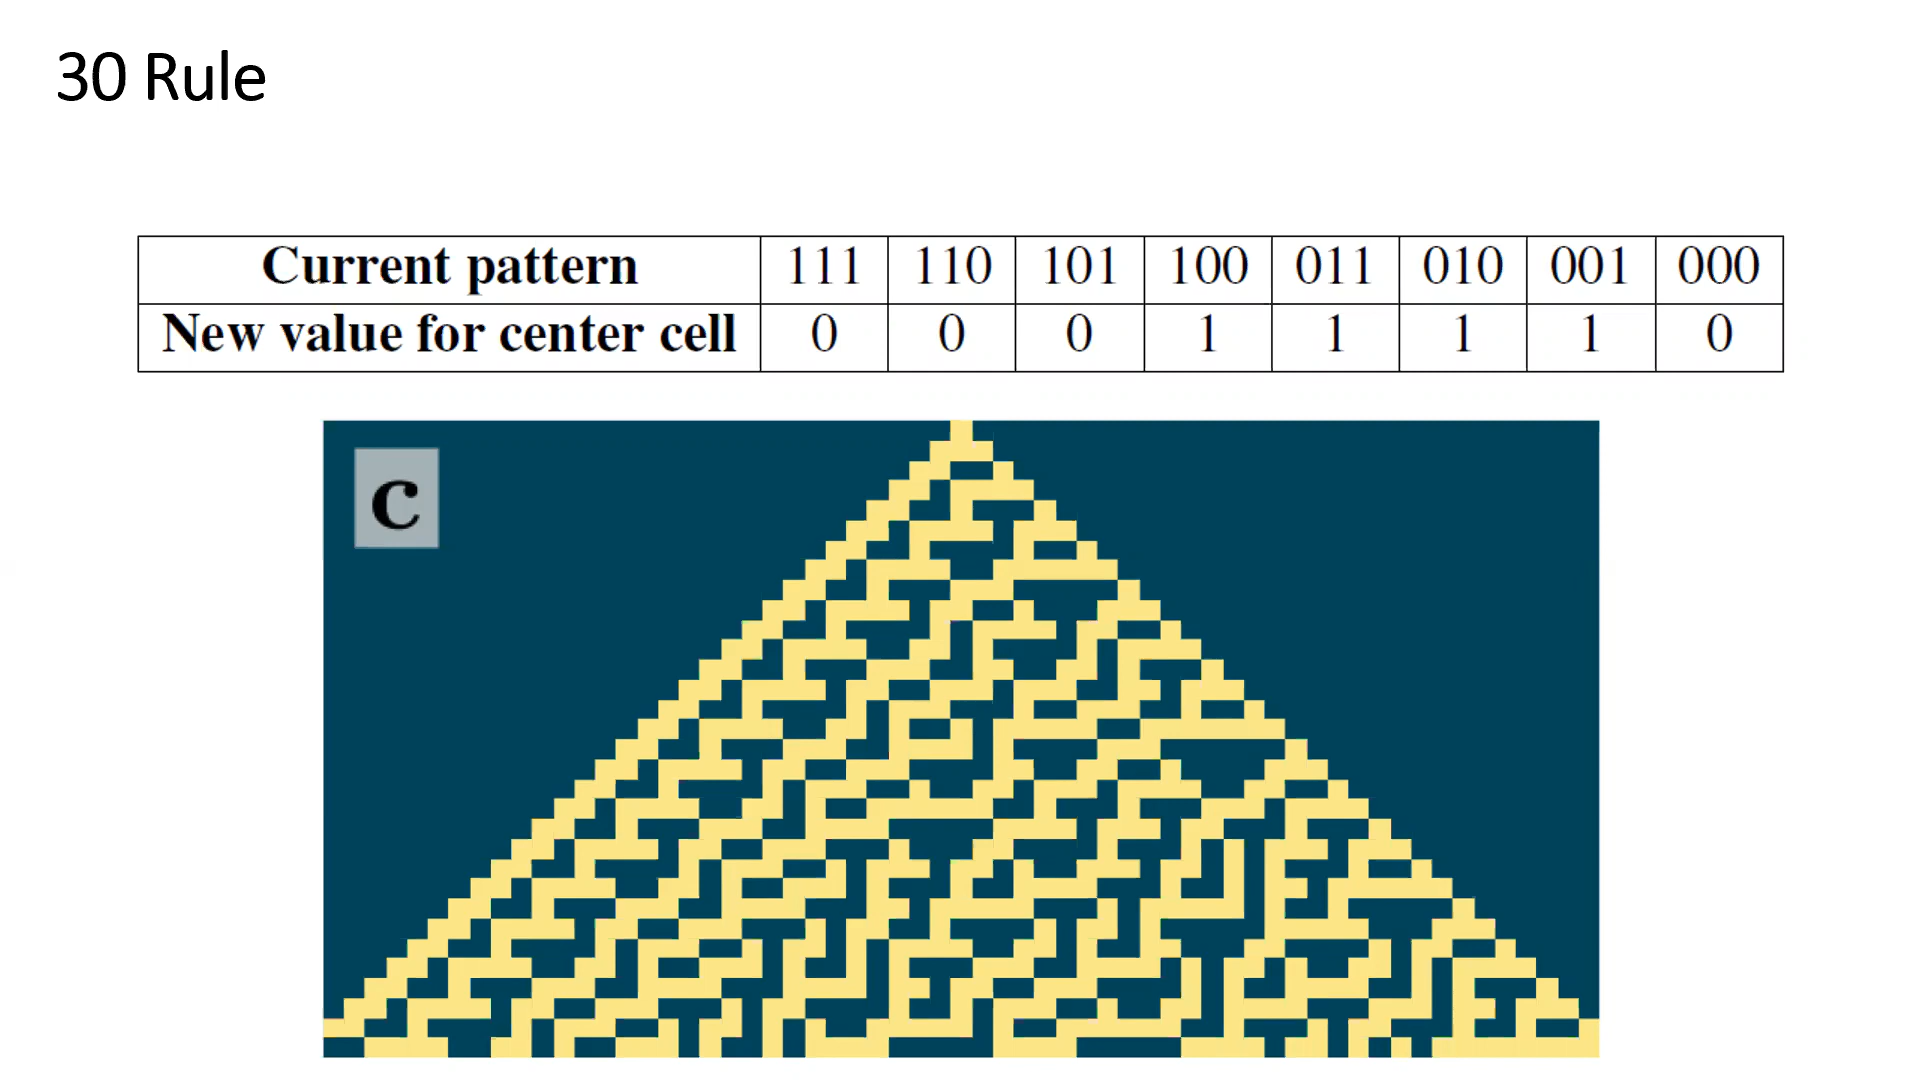 30 Rule
Current pattern 111 110 101 100 011 010 001 000
New value for center cell 0 0 0 1 1 1 1 0
c